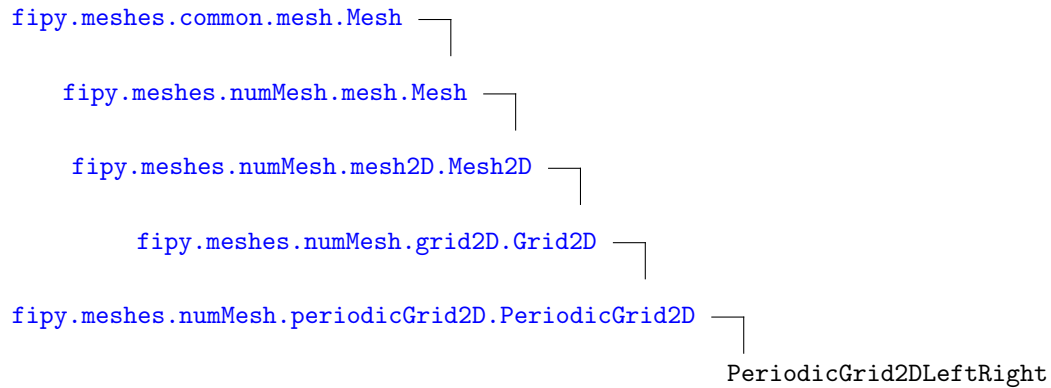 fipy.meshes.common.mesh.Mesh
fipy.meshes.numMesh.mesh.Mesh
fipy.meshes.numMesh.mesh2D.Mesh2D
fipy.meshes.numMesh.grid2D.Grid2D
fipy.meshes.numMesh.periodicGrid2D.PeriodicGrid2D
PeriodicGrid2DLeftRight